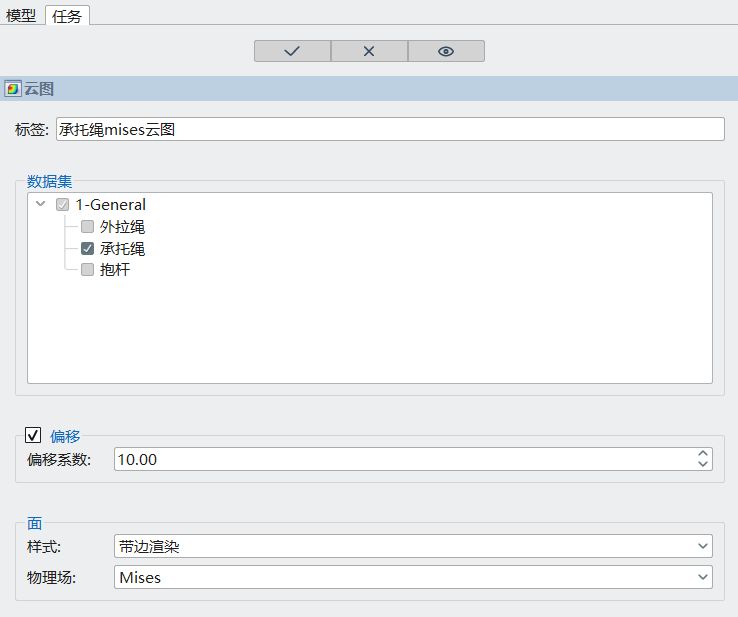 模型 任务
云图
标签: 承托绳mises云图
数据集
1-General
外拉绳
承托绳
抱杆
偏移
偏移系数: 10.00
面
样式: 带边渲染
物理场: Mises